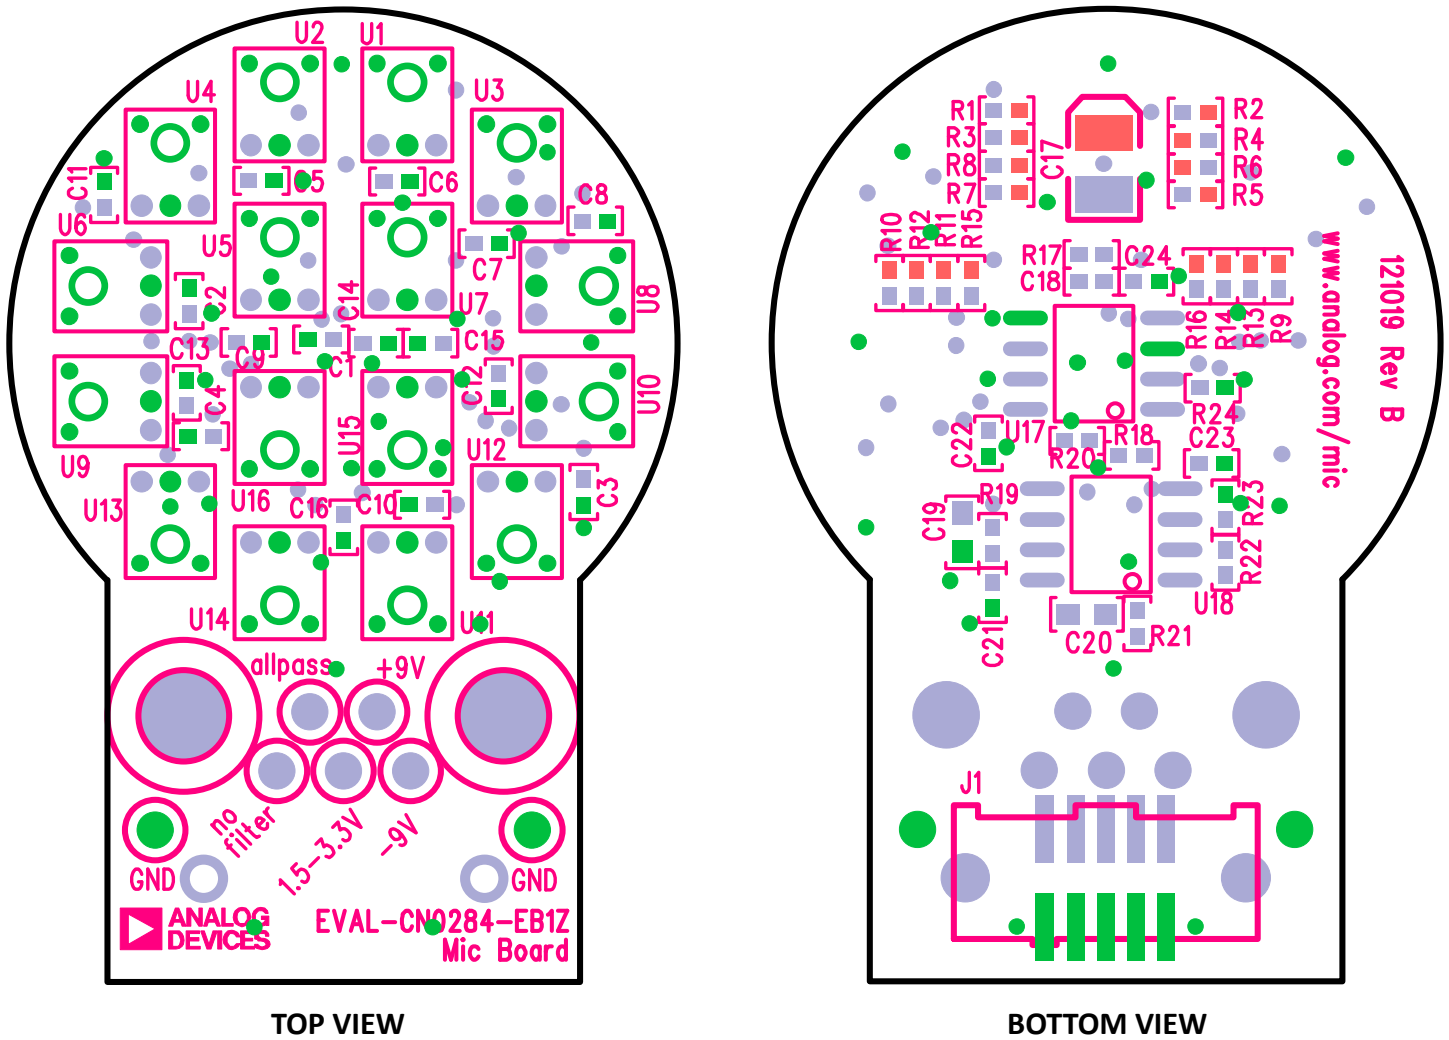 U2
U1
U4
U3
C11
C5
C6
C8
U6
U5
C7
C2
C14
U7
U8
C13
C9
C1
C15
C4
C12
U10
U15
U9
U16
U12
U13
C16
C10
C3
U14
U11
allpass
+9V
no
filter
1.5-3.3V
-9V
GND
GND
ANALOG
DEVICES
EVAL-CN0284-EB1Z
Mic Board
TOP VIEW
R1
R3
R8
R7
C17
R2
R4
R6
R5
R10
R12
R11
R15
R17
C18
C24
R16
R14
R13
R9
www.analog.com/mic
121019 Rev B
R24
C22
U17
R20
R18
C23
C19
R19
R23
R22
C21
C20
R21
U18
J1
BOTTOM VIEW